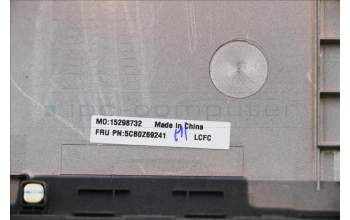 MO:15298732 Made in China
FRU PN:5CB0Z69241 LCFC